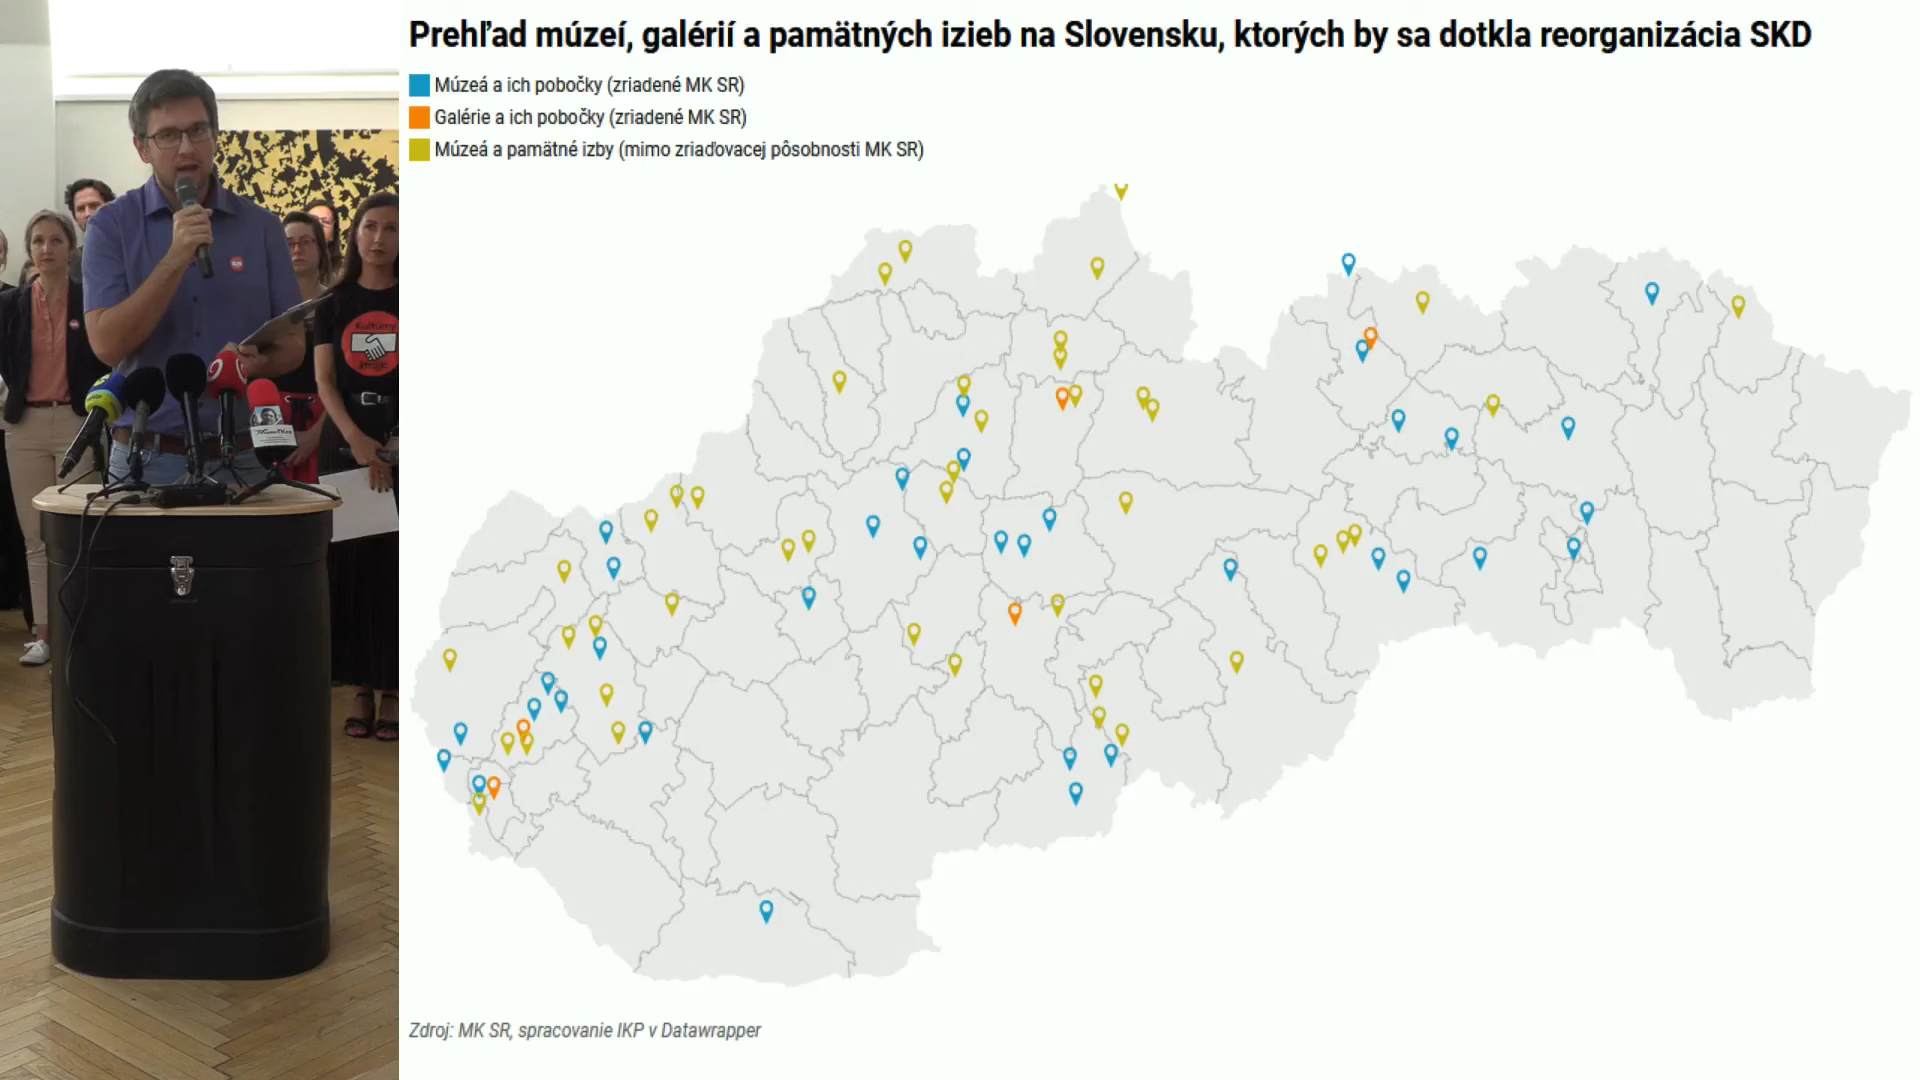 Prehľad múzeí, galérií a pamätných izieb na Slovensku, ktorých by sa dotkla reorganizácia SKD
Múzeá a ich pobočky (zriadené MK SR)
Galérie a ich pobočky (zriadené MK SR)
Múzeá a pamätné izby (mimo zriaďovacej pôsobnosti MK SR)
Kultúrny
štrajk
Zdroj: MK SR, spracovanie IKP v Datawrapper